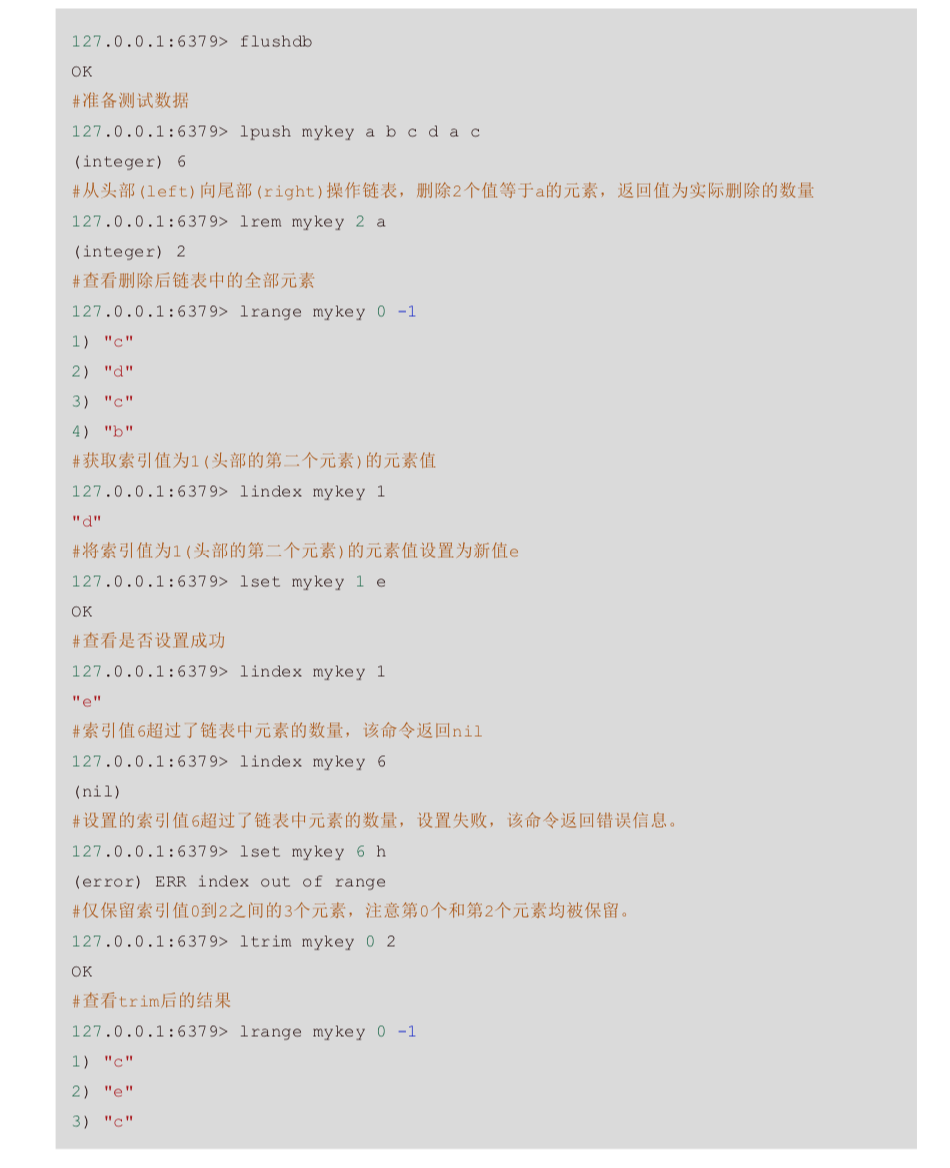 127.0.0.1:6379> flushdb
OK
#准备测试数据
127.0.0.1:6379> lpush mykey a b c d a c
(integer) 6
#从头部(left)向尾部(right)操作链表，删除2个值等于a的元素，返回值为实际删除的数量
127.0.0.1:6379> lrem mykey 2 a
(integer) 2
#查看删除后链表中的全部元素
127.0.0.1:6379> lrange mykey 0 -1
1) "c"
2) "d"
3) "c"
4) "b"
#获取索引值为1(头部的第二个元素)的元素值
127.0.0.1:6379> lindex mykey 1
"d"
#将索引值为1(头部的第二个元素)的元素值设置为新值e
127.0.0.1:6379> lset mykey 1 e
OK
#查看是否设置成功
127.0.0.1:6379> lindex mykey 1
"e"
#索引值6超过了链表中元素的数量，该命令返回nil
127.0.0.1:6379> lindex mykey 6
(nil)
#设置的索引值6超过了链表中元素的数量，设置失败，该命令返回错误信息。
127.0.0.1:6379> lset mykey 6 h
(error) ERR index out of range
#仅保留索引值0到2之间的3个元素，注意第0个和第2个元素均被保留。
127.0.0.1:6379> ltrim mykey 0 2
OK
#查看trim后的结果
127.0.0.1:6379> lrange mykey 0 -1
1) "c"
2) "e"
3) "c"